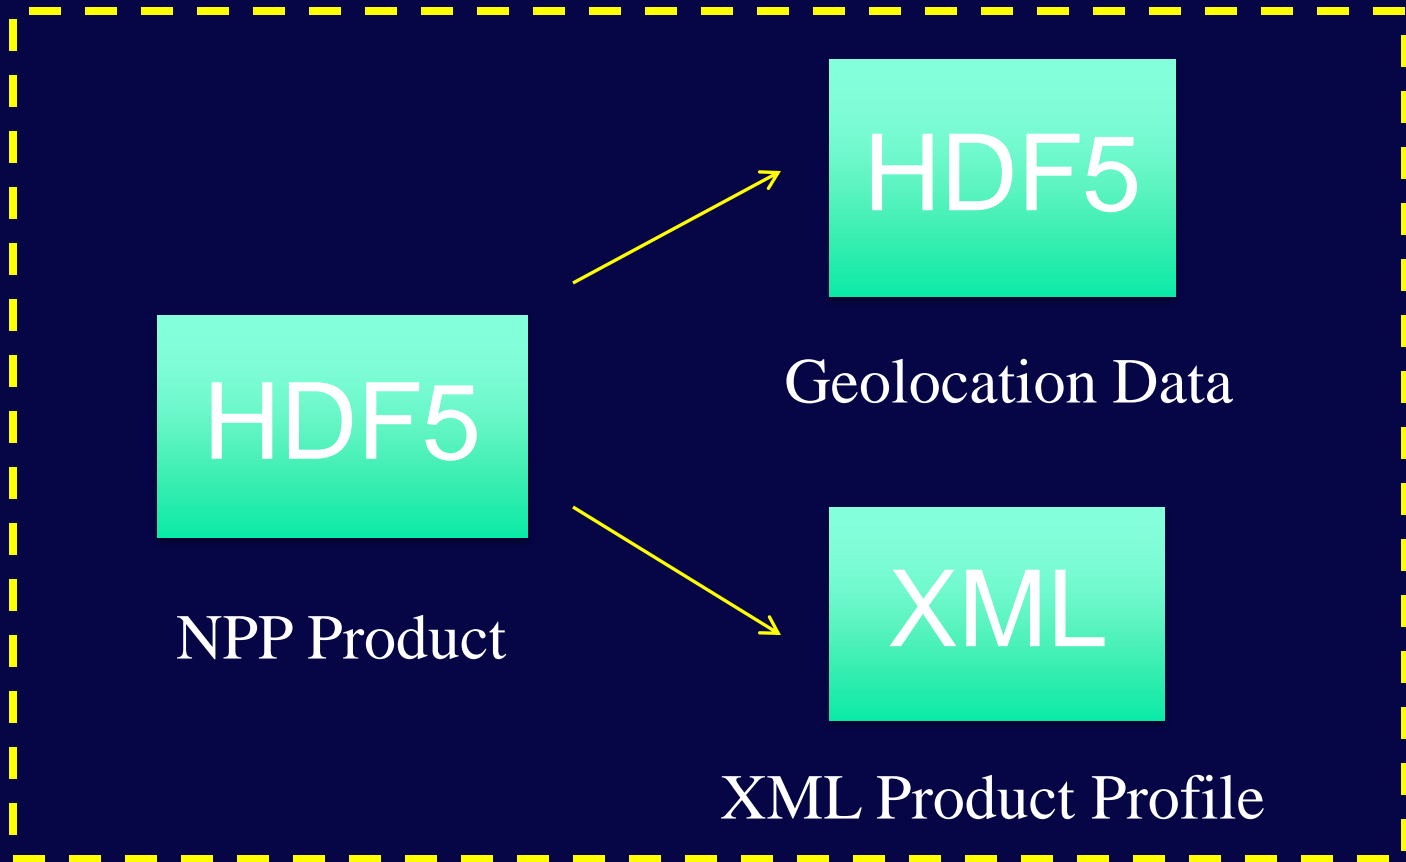 HDF5
Geolocation Data
HDF5
NPP Product
XML
XML Product Profile